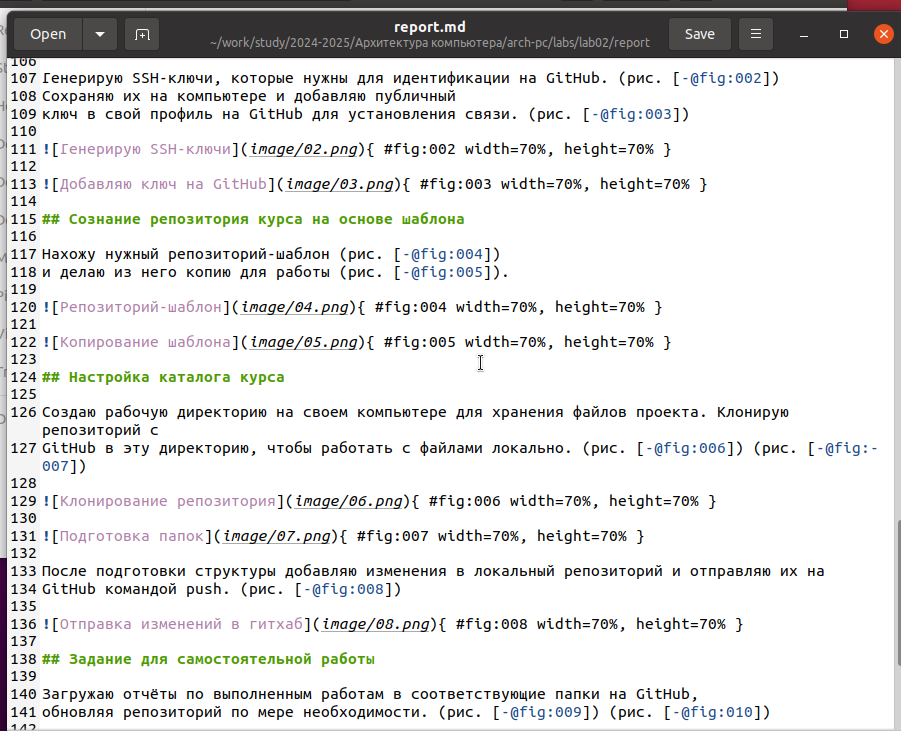 Open
report.md
~/work/study/2024-2025/Архитектура компьютера/arch-pc/labs/lab02/report
Save
106
107 Генерирую SSH-ключи, которые нужны для идентификации на GitHub. (рис. [-@fig:002])
108 Сохраняю их на компьютере и добавляю публичный
109 ключ в свой профиль на GitHub для установления связи. (рис. [-@fig:003])
110
111 ![Генерирую SSH-ключи](image/02.png){ #fig:002 width=70%, height=70% }
112
113 ![Добавляю ключ на GitHub](image/03.png){ #fig:003 width=70%, height=70% }
114
115 ## Сознание репозитория курса на основе шаблона
116
117 Нахожу нужный репозиторий-шаблон (рис. [-@fig:004])
118 и делаю из него копию для работы (рис. [-@fig:005]).
119
120 ![Репозиторий-шаблон](image/04.png){ #fig:004 width=70%, height=70% }
121
122 ![Копирование шаблона](image/05.png){ #fig:005 width=70%, height=70% }
123
124 ## Настройка каталога курса
125
126 Создаю рабочую директорию на своем компьютере для хранения файлов проекта. Клонирую
репозиторий с
127 GitHub в эту директорию, чтобы работать с файлами локально. (рис. [-@fig:006]) (рис. [-@fig:-
007])
128
129 ![Клонирование репозитория](image/06.png){ #fig:006 width=70%, height=70% }
130
131 ![Подготовка папок](image/07.png){ #fig:007 width=70%, height=70% }
132
133 После подготовки структуры добавляю изменения в локальный репозиторий и отправляю их на
134 GitHub командой push. (рис. [-@fig:008])
135
136 ![Отправка изменений в гитхаб](image/08.png){ #fig:008 width=70%, height=70% }
137
138 ## Задание для самостоятельной работы
139
140 Загружаю отчёты по выполненным работам в соответствующие папки на GitHub,
141 обновляя репозиторий по мере необходимости. (рис. [-@fig:009]) (рис. [-@fig:010])
142